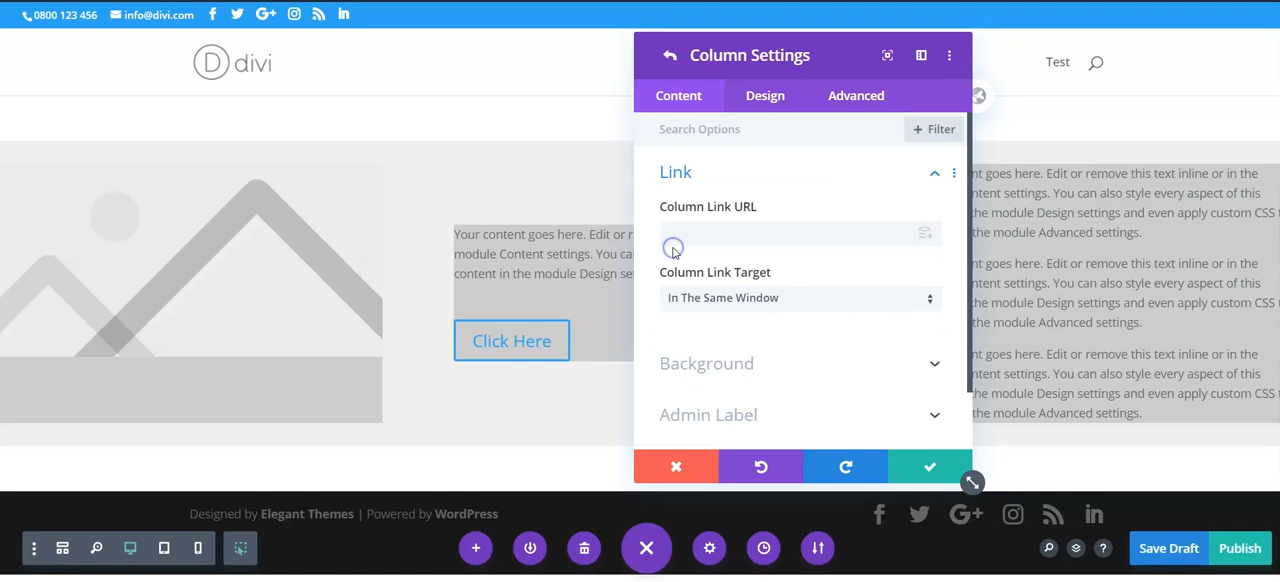 0800 123 456 info@divi.com
D divi
Test
Column Settings
Content Design Advanced
Search Options
+ Filter
Link
Column Link URL
Column Link Target
In The Same Window
Background
Admin Label
Your content goes here. Edit or r
module Content settings. You ca
content in the module Design se
Click Here
nt goes here. Edit or remove this text inline or in the
ntent settings. You can also style every aspect of this
the module Design settings and even apply custom CSS t
the module Advanced settings.
nt goes here. Edit or remove this text inline or in the
ntent settings. You can also style every aspect of this
the module Design settings and even apply custom CSS t
the module Advanced settings.
nt goes here. Edit or remove this text inline or in the
ntent settings. You can also style every aspect of this
the module Design settings and even apply custom CSS t
the module Advanced settings.
Designed by Elegant Themes | Powered by WordPress
Save Draft Publish